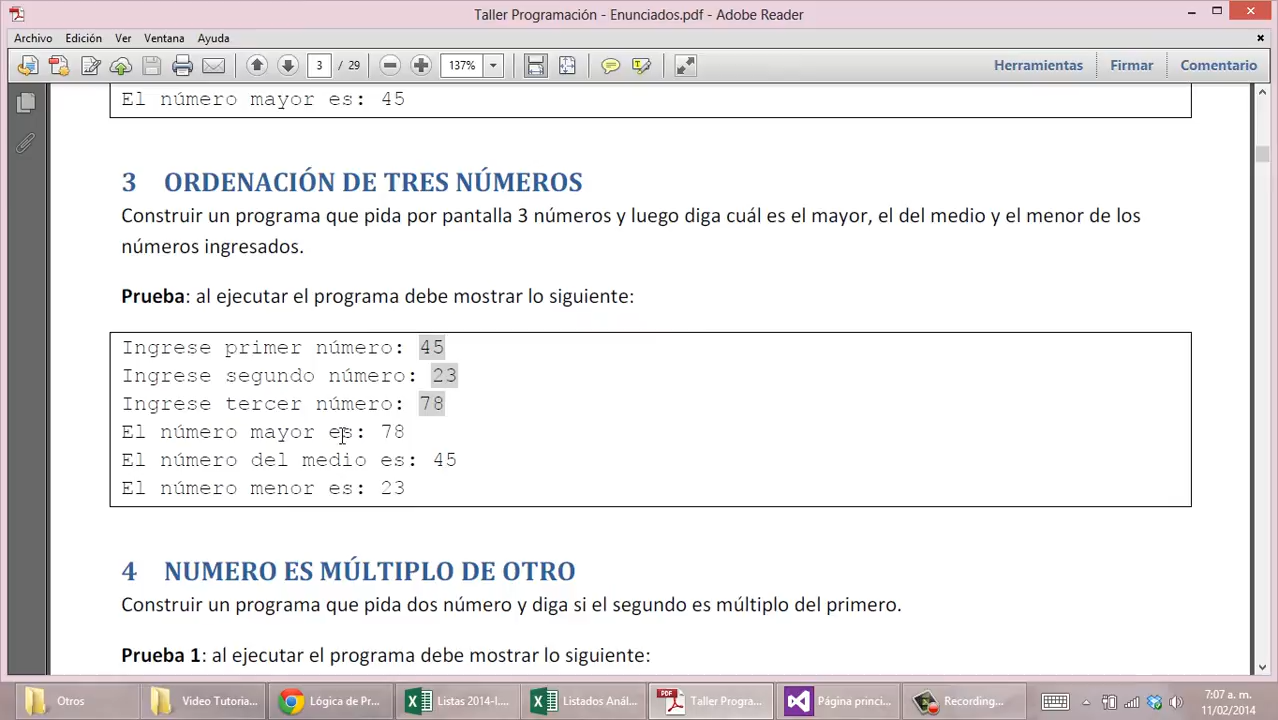 Taller Programación - Enunciados.pdf - Adobe Reader
Archivo Edición Ver Ventana Ayuda
3 / 29 137% Herramientas Firmar Comentario
El número mayor es: 45
3 ORDENACIÓN DE TRES NÚMEROS
Construir un programa que pida por pantalla 3 números y luego diga cuál es el mayor, el del medio y el menor de los
números ingresados.
Prueba: al ejecutar el programa debe mostrar lo siguiente:
Ingrese primer número: 45
Ingrese segundo número: 23
Ingrese tercer número: 78
El número mayor es: 78
El número del medio es: 45
El número menor es: 23
4 NUMERO ES MÚLTIPLO DE OTRO
Construir un programa que pida dos número y diga si el segundo es múltiplo del primero.
Prueba 1: al ejecutar el programa debe mostrar lo siguiente:
Otros Video Tutoria... Lógica de Pr... Listas 2014-I.... Listados Anál... Taller Progra... Página princi... Recording... 7:07 a. m.
11/02/2014